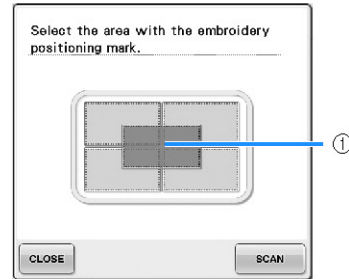 Select the area with the embroidery
positioning mark.
①
CLOSE
SCAN